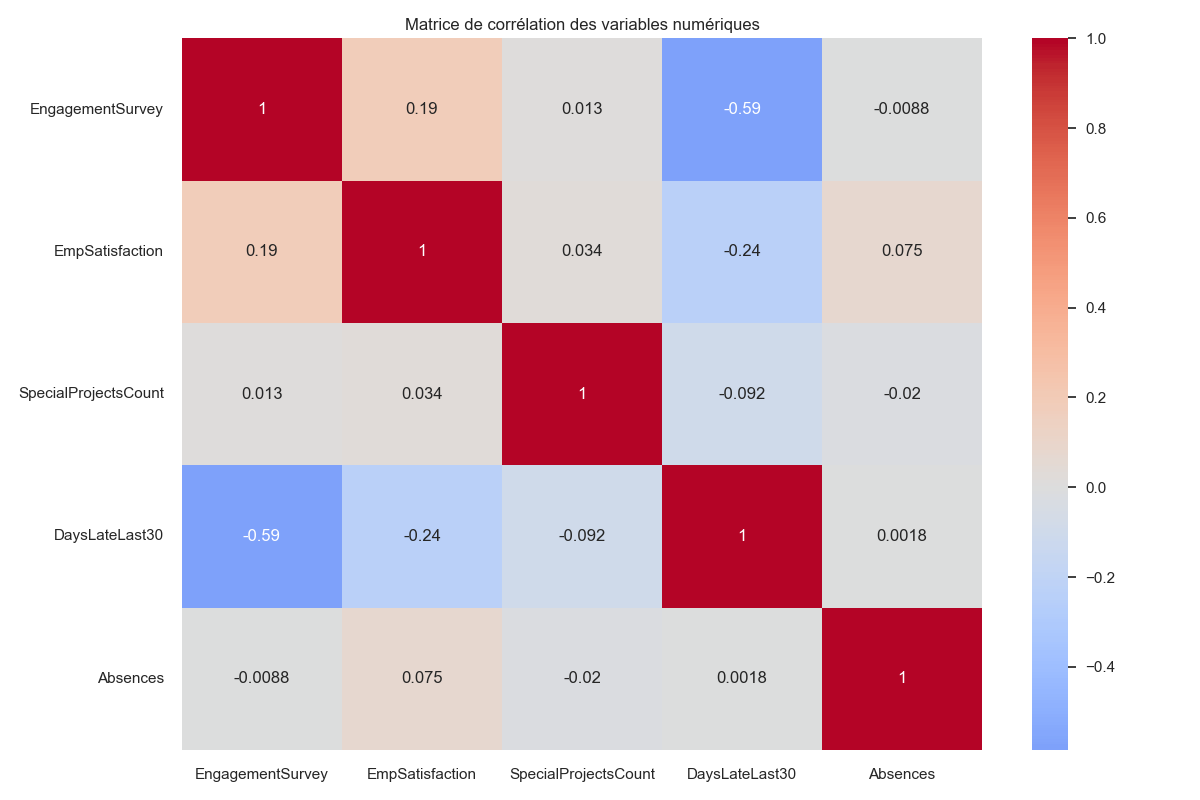 Matrice de corrélation des variables numériques
EngagementSurvey 1 0.19 0.013 -0.59 -0.0088
EmpSatisfaction 0.19 1 0.034 -0.24 0.075
SpecialProjectsCount 0.013 0.034 1 -0.092 -0.02
DaysLateLast30 -0.59 -0.24 -0.092 1 0.0018
Absences -0.0088 0.075 -0.02 0.0018 1
EngagementSurvey EmpSatisfaction SpecialProjectsCount DaysLateLast30 Absences
1.0
0.8
0.6
0.4
0.2
0.0
−0.2
−0.4